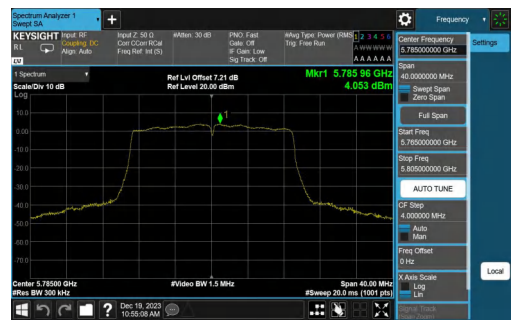 Spectrum Analyzer 1
Swept SA
Frequency
KEYSIGHT
RL
Input: RF
Coupling: DC
Align: Auto
Input Z: 50 Ω
Corr CCorr RCal
Freq Ref: Int (S)
#Atten: 30 dB
PNO: Fast
Gate: Off
IF Gain: Low
Sig Track: Off
#Avg Type: Power (RMS)
Trig: Free Run
1 2 3 4 5 6
A W W W W W
A A A A A A
LV
1 Spectrum
Scale/Div 10 dB
Log
Ref Lvl Offset 7.21 dB
Ref Level 20.00 dBm
Mkr1 5.785 96 GHz
4.053 dBm
1
10.0
0.00
-10.0
-20.0
-30.0
-40.0
-50.0
-60.0
-70.0
Center 5.78500 GHz
#Res BW 300 kHz
#Video BW 1.5 MHz
Span 40.00 MHz
#Sweep 20.0 ms (1001 pts)
Center Frequency
5.785000000 GHz
Settings
Span
40.0000000 MHz
Swept Span
Zero Span
Full Span
Start Freq
5.765000000 GHz
Stop Freq
5.805000000 GHz
AUTO TUNE
CF Step
4.000000 MHz
Auto
Man
Freq Offset
0 Hz
X Axis Scale
Log
Lin
Local
Signal Track
(Span Zoom)
?
Dec 19, 2023
10:55:08 AM